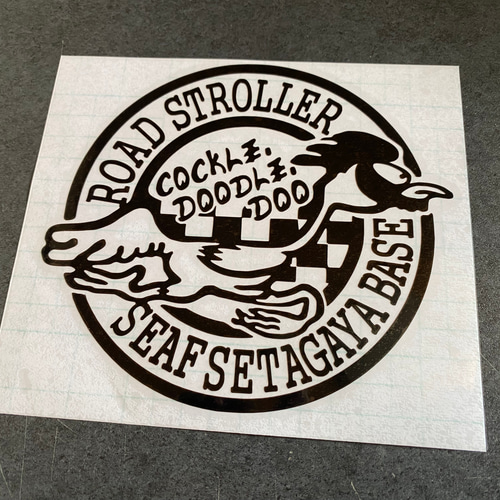 ROAD STROLLER
COCKLE.
DOODLE.
DOO
SEAF SETAGAYA BASE